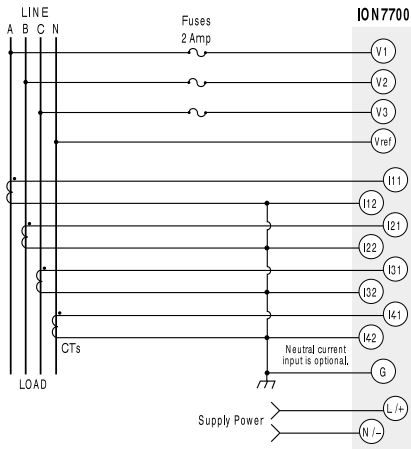 LINE
A B C N
Fuses
2 Amp
ION7700
V1
V2
V3
Vref
I11
I12
I21
I22
I31
I32
I41
I42
CTs
Neutral current
input is optional.
G
LOAD
Supply Power
L/+
N/–